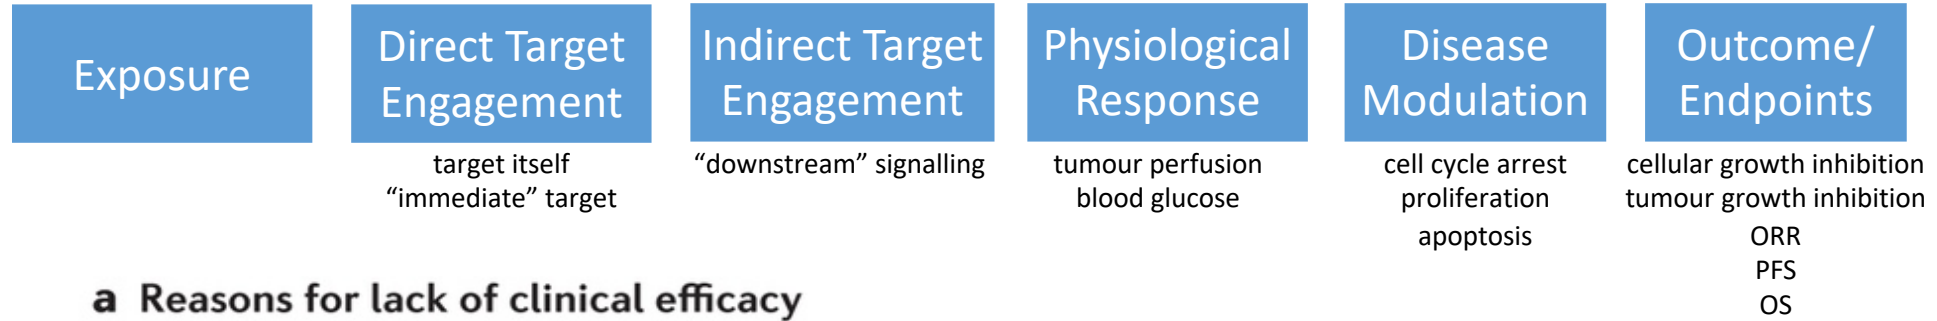 Exposure
Direct Target
Engagement
target itself
“immediate” target
Indirect Target
Engagement
“downstream” signalling
Physiological
Response
tumour perfusion
blood glucose
Disease
Modulation
cell cycle arrest
proliferation
apoptosis
Outcome/
Endpoints
cellular growth inhibition
tumour growth inhibition
ORR
PFS
OS
a Reasons for lack of clinical efficacy